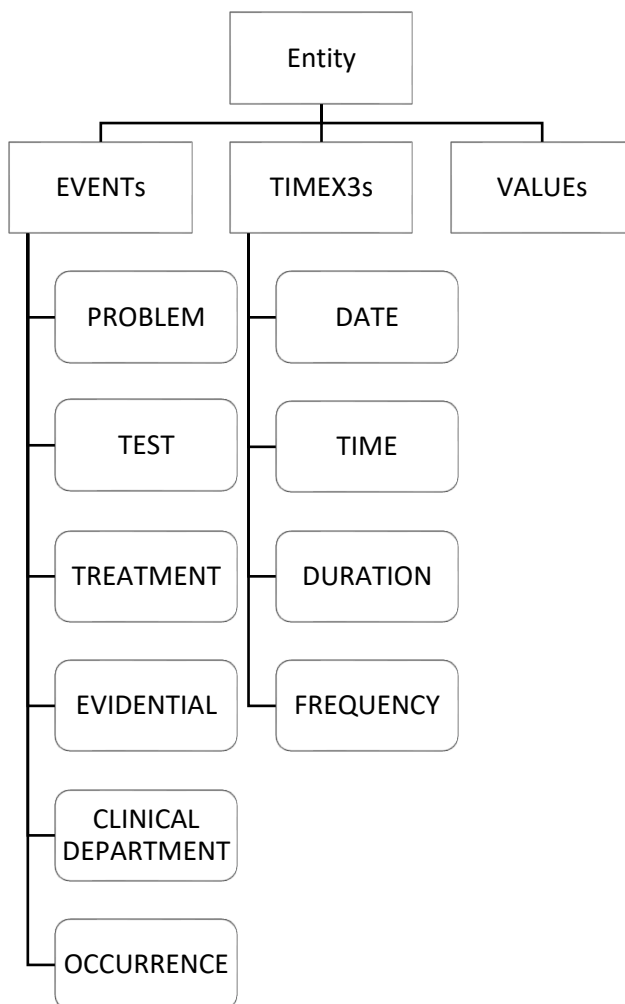 Entity
EVENTs
TIMEX3s
VALUEs
PROBLEM
DATE
TEST
TIME
TREATMENT
DURATION
EVIDENTIAL
FREQUENCY
CLINICAL
DEPARTMENT
OCCURRENCE